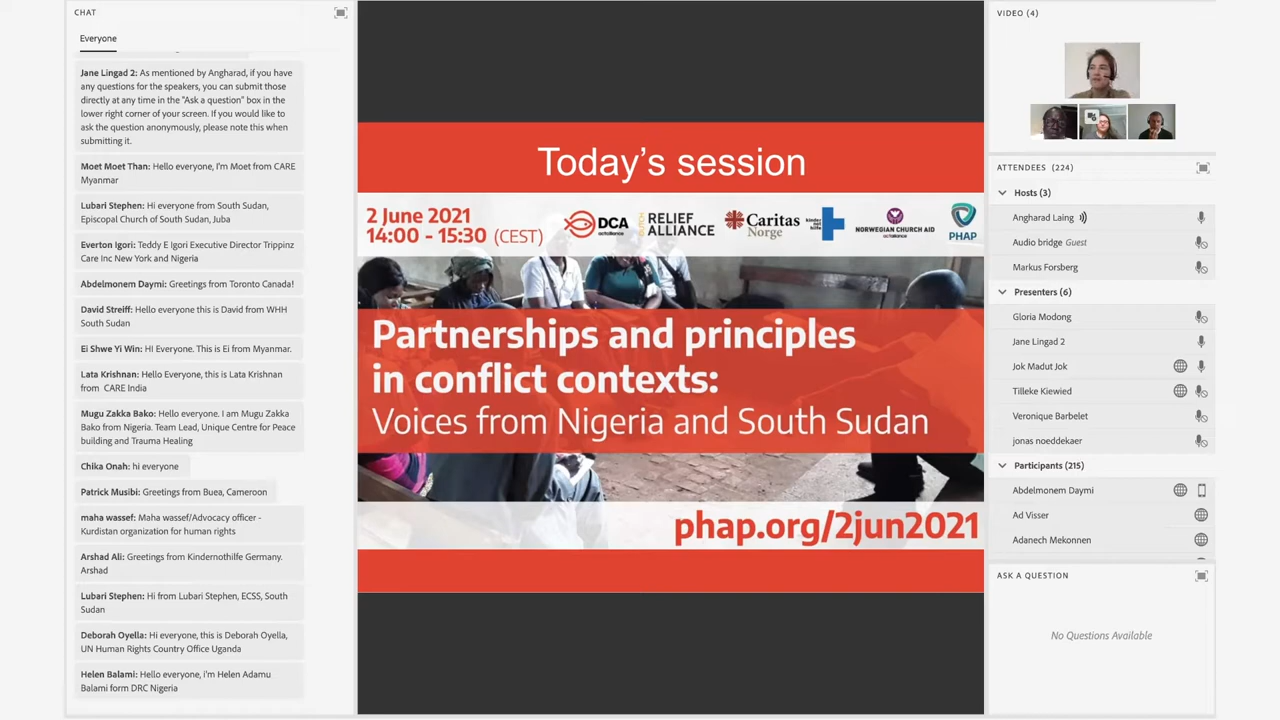 CHAT
Everyone
Jane Lingad 2: As mentioned by Angharad, if you have
any questions for the speakers, you can submit those
directly at any time in the "Ask a question" box in the
lower right corner of your screen. If you would like to
ask the question anonymously, please note this when
submitting it.
Moet Moet Than: Hello everyone, I'm Moet from CARE
Myanmar
Lubari Stephen: Hi everyone from South Sudan,
Episcopal Church of South Sudan, Juba
Everton Igori: Teddy E Igori Executive Director Trippinz
Care Inc New York and Nigeria
Abdelmonem Daymi: Greetings from Toronto Canada!
David Streiff: Hello everyone this is David from WHH
South Sudan
Ei Shwe Yi Win: HI Everyone. This is Ei from Myanmar.
Lata Krishnan: Hello Everyone, this is Lata Krishnan
from CARE India
Mugu Zakka Bako: Hello everyone. I am Mugu Zakka
Bako from Nigeria. Team Lead, Unique Centre for Peace
building and Trauma Healing
Chika Onah: hi everyone
Patrick Musibi: Greetings from Buea, Cameroon
maha wassef: Maha wassef/Advocacy officer -
Kurdistan organization for human rights
Arshad Ali: Greetings from Kindernothilfe Germany.
Arshad
Lubari Stephen: Hi from Lubari Stephen, ECSS, South
Sudan
Deborah Oyella: Hi everyone, this is Deborah Oyella,
UN Human Rights Country Office Uganda
Helen Balami: Hello everyone, i'm Helen Adamu
Balami form DRC Nigeria
Today's session
2 June 2021
14:00 - 15:30 (CEST)
DCA
actalliance
DUTCH
RELIEF
ALLIANCE
Caritas
Norge
kinder
not
hilfe
NORWEGIAN CHURCH AID
actalliance
PHAP
Partnerships and principles
in conflict contexts:
Voices from Nigeria and South Sudan
phap.org/2jun2021
VIDEO (4)
ATTENDEES (224)
Hosts (3)
Angharad Laing
Audio bridge Guest
Markus Forsberg
Presenters (6)
Gloria Modong
Jane Lingad 2
Jok Madut Jok
Tilleke Kiewied
Veronique Barbelet
jonas noeddekaer
Participants (215)
Abdelmonem Daymi
Ad Visser
Adanech Mekonnen
ASK A QUESTION
No Questions Available